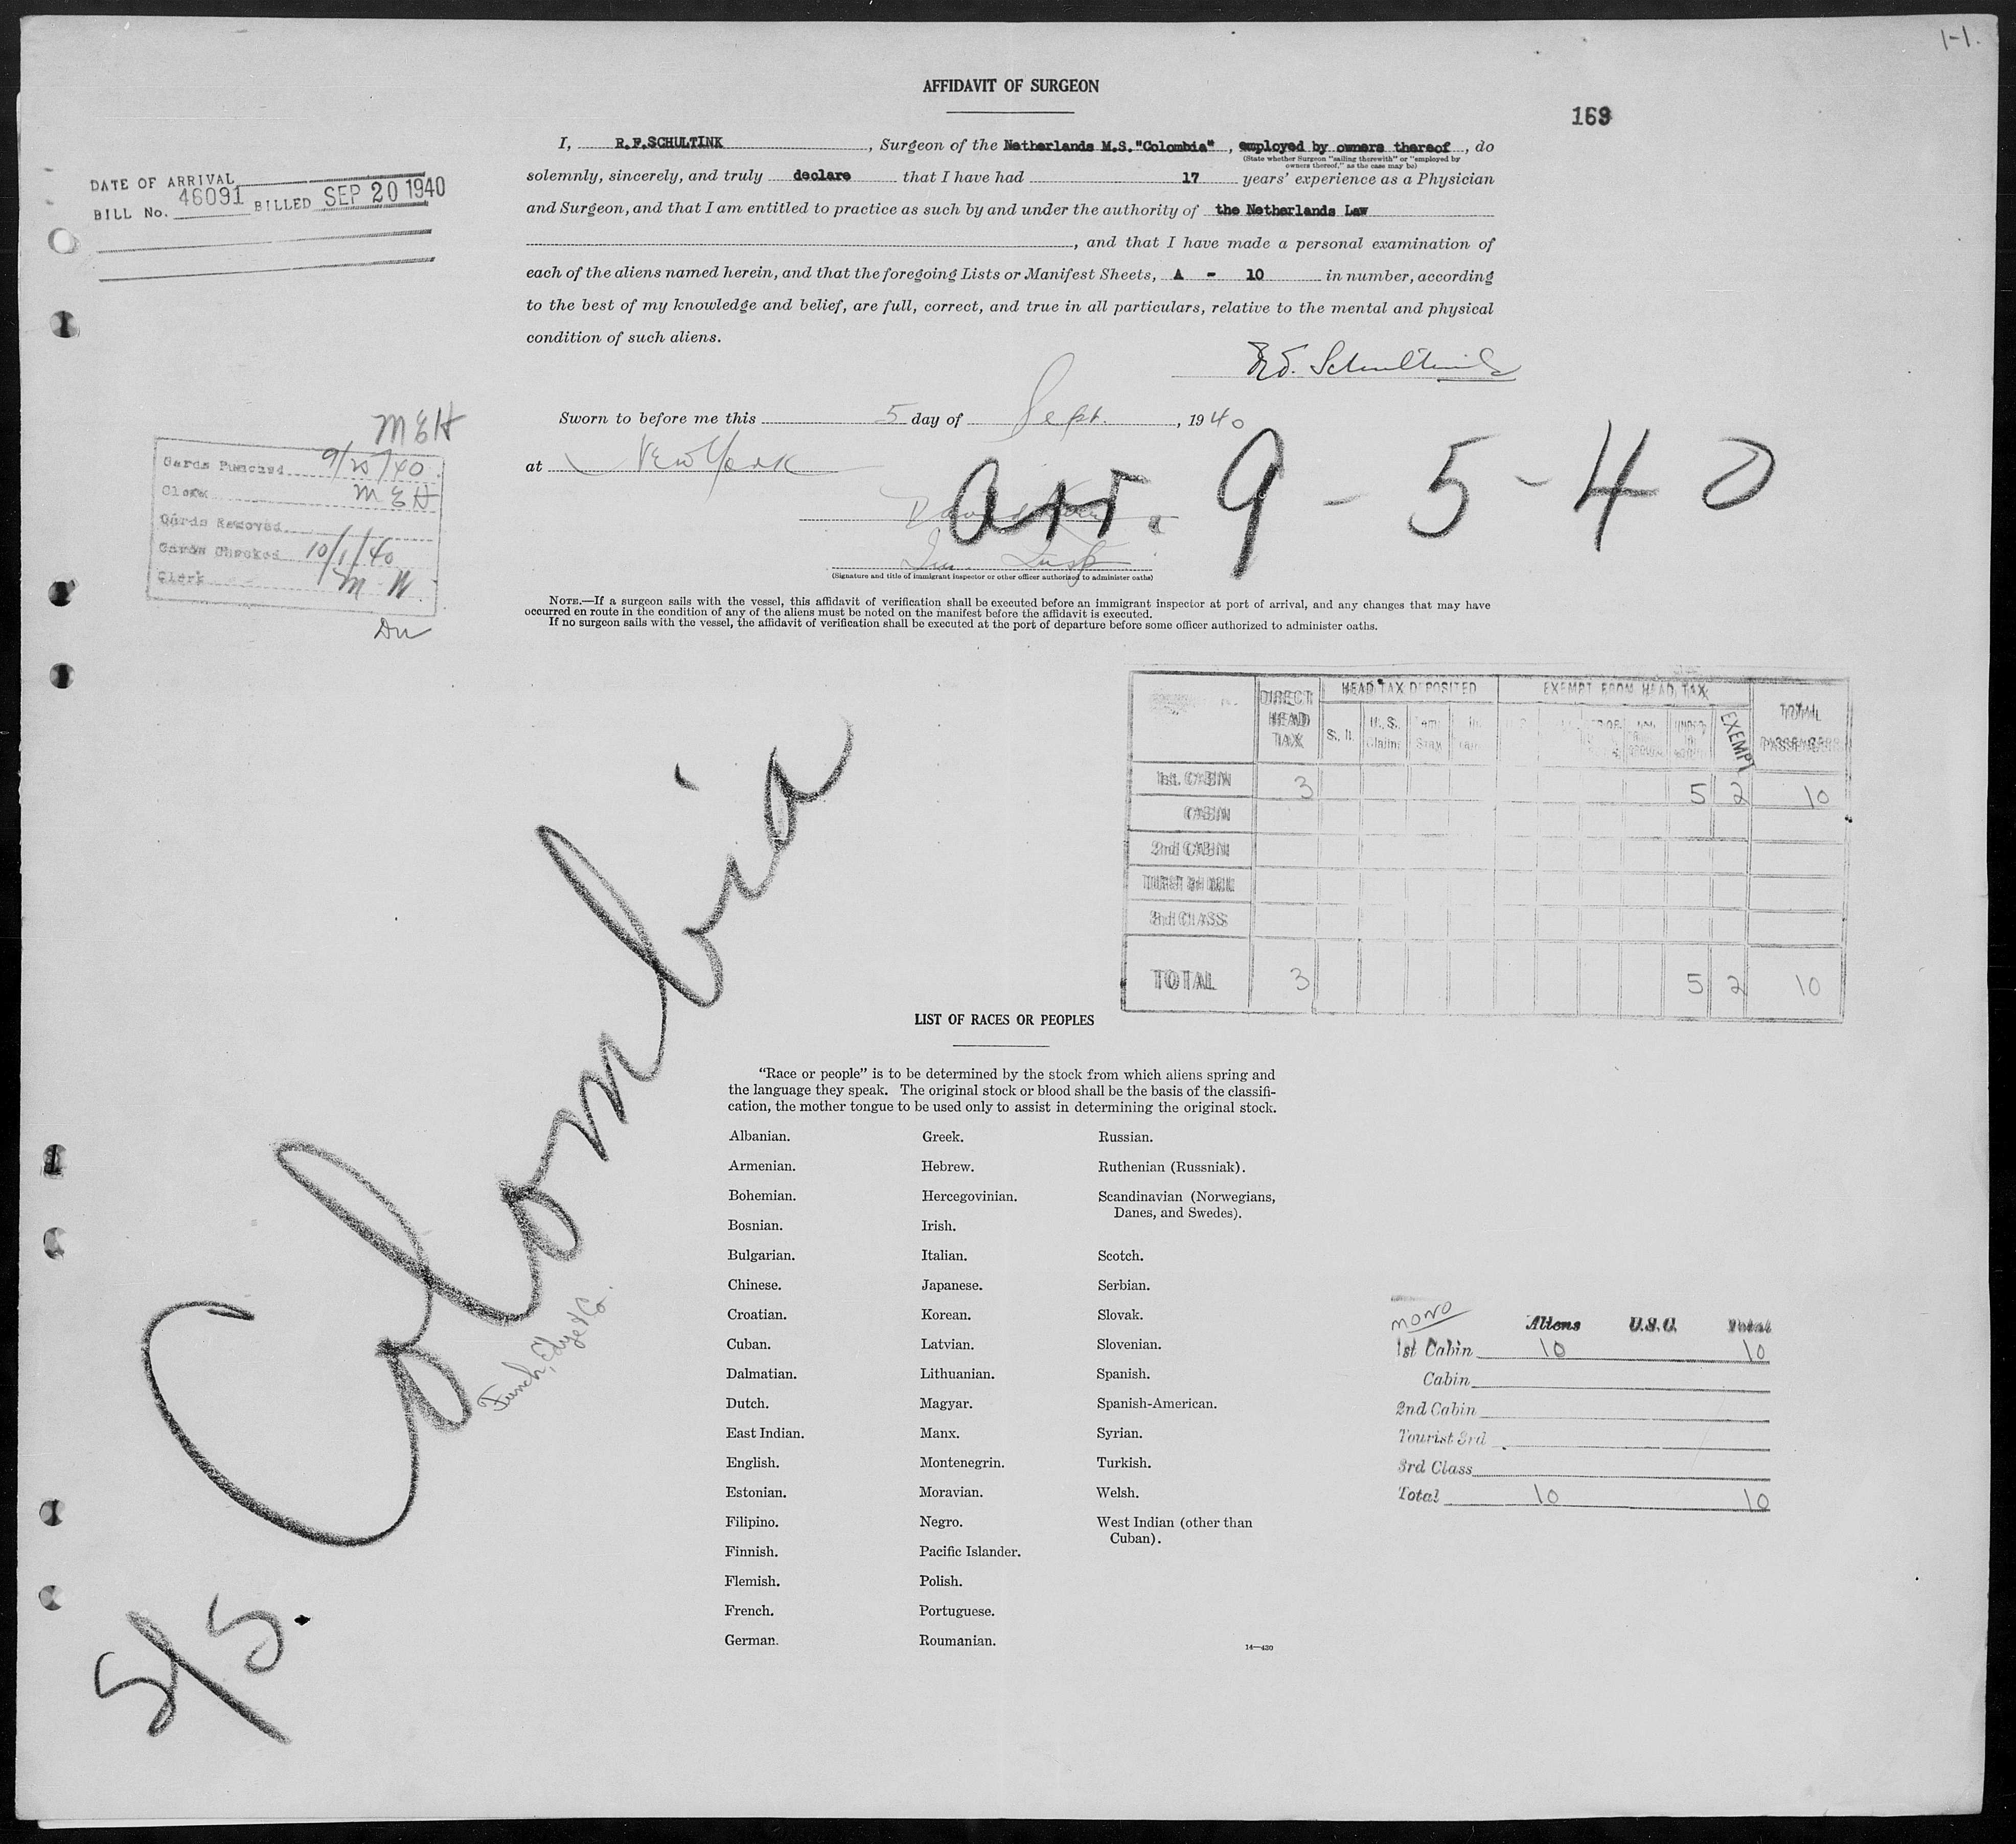 1-1.
AFFIDAVIT OF SURGEON
169
I, R.F.SCHULTINK, Surgeon of the Netherlands M.S."Colombia", employed by owners thereof, do
(State whether Surgeon "sailing therewith" or "employed by
owners thereof," as the case may be)
solemnly, sincerely, and truly declare that I have had 17 years' experience as a Physician
and Surgeon, and that I am entitled to practice as such by and under the authority of the Netherlands Law
, and that I have made a personal examination of
each of the aliens named herein, and that the foregoing Lists or Manifest Sheets, A - 10 in number, according
to the best of my knowledge and belief, are full, correct, and true in all particulars, relative to the mental and physical
condition of such aliens.
DATE OF ARRIVAL
BILL No. 46091 BILLED SEP 20 1940
Schultink
Sworn to before me this 5 day of Sept., 1940
at New York
arr. 9-5-40
(Signature and title of immigrant inspector or other officer authorized to administer oaths)
MEH
Cards Punched 9/25/40
Clerk MEH
Cards Removed
Cards Checked 10/1/40
Clerk M W
NOTE.—If a surgeon sails with the vessel, this affidavit of verification shall be executed before an immigrant inspector at port of arrival, and any changes that may have
occurred en route in the condition of any of the aliens must be noted on the manifest before the affidavit is executed.
If no surgeon sails with the vessel, the affidavit of verification shall be executed at the port of departure before some officer authorized to administer oaths.
DIRECT HEAD TAX HEAD TAX DEPOSITED EXEMPT FROM HEAD TAX TOTAL PASSENGERS
S. I. U. S. Claim Stay EXEMPT
1st. CABIN 3 5 2 10
CABIN
2nd CABIN
3rd CLASS
TOTAL 3 5 2 10
S/S. Colombia
Funch, Edye & Co.
LIST OF RACES OR PEOPLES
"Race or people" is to be determined by the stock from which aliens spring and
the language they speak. The original stock or blood shall be the basis of the classifi-
cation, the mother tongue to be used only to assist in determining the original stock.
Albanian. Greek. Russian.
Armenian. Hebrew. Ruthenian (Russniak).
Bohemian. Hercegovinian. Scandinavian (Norwegians,
Danes, and Swedes).
Bosnian. Irish.
Bulgarian. Italian. Scotch.
Chinese. Japanese. Serbian.
Croatian. Korean. Slovak.
Cuban. Latvian. Slovenian.
Dalmatian. Lithuanian. Spanish.
Dutch. Magyar. Spanish-American.
East Indian. Manx. Syrian.
English. Montenegrin. Turkish.
Estonian. Moravian. Welsh.
Filipino. Negro. West Indian (other than
Cuban).
Finnish. Pacific Islander.
Flemish. Polish.
French. Portuguese.
German. Roumanian.
14—430
MONO
Aliens U.S.C. Total
1st Cabin 10 10
Cabin
2nd Cabin
Tourist 3rd
3rd Class
Total 10 10